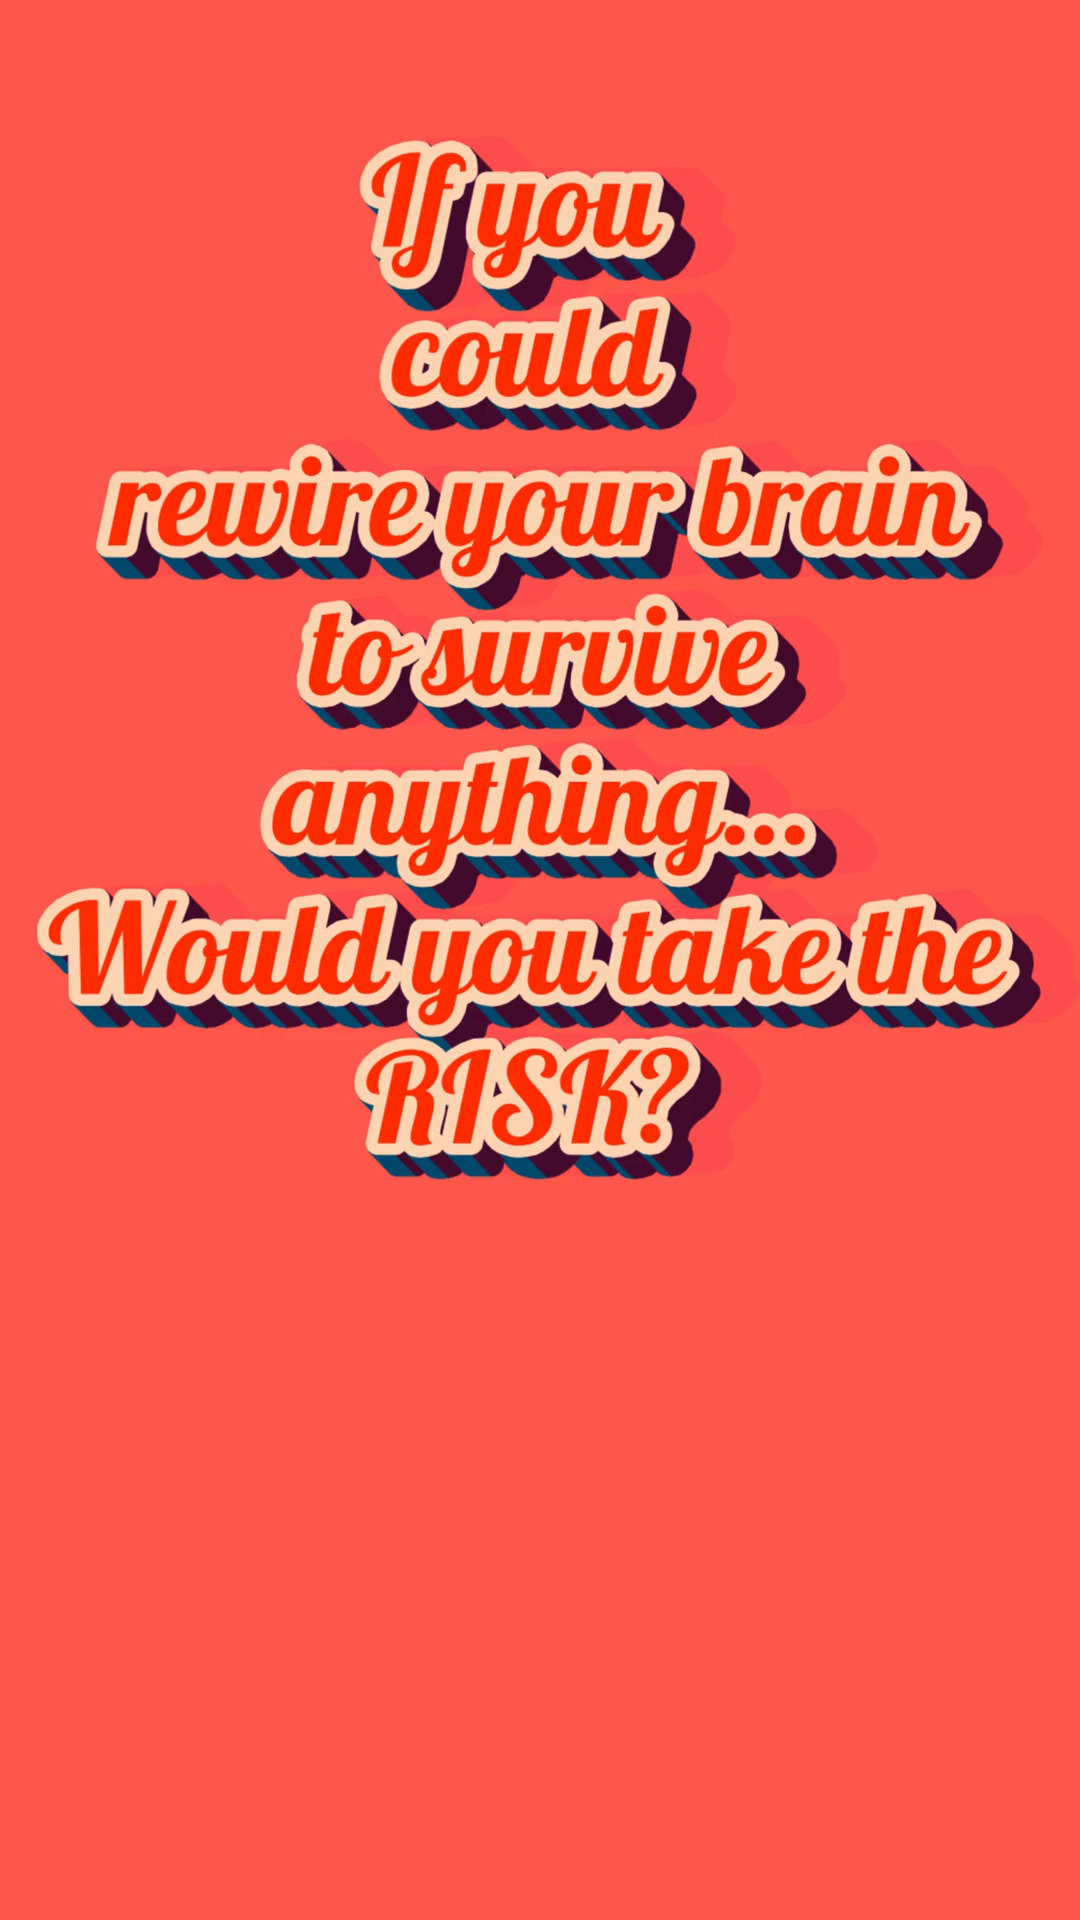 If you
could
rewire your brain
to survive
anything...
Would you take the
RISK?